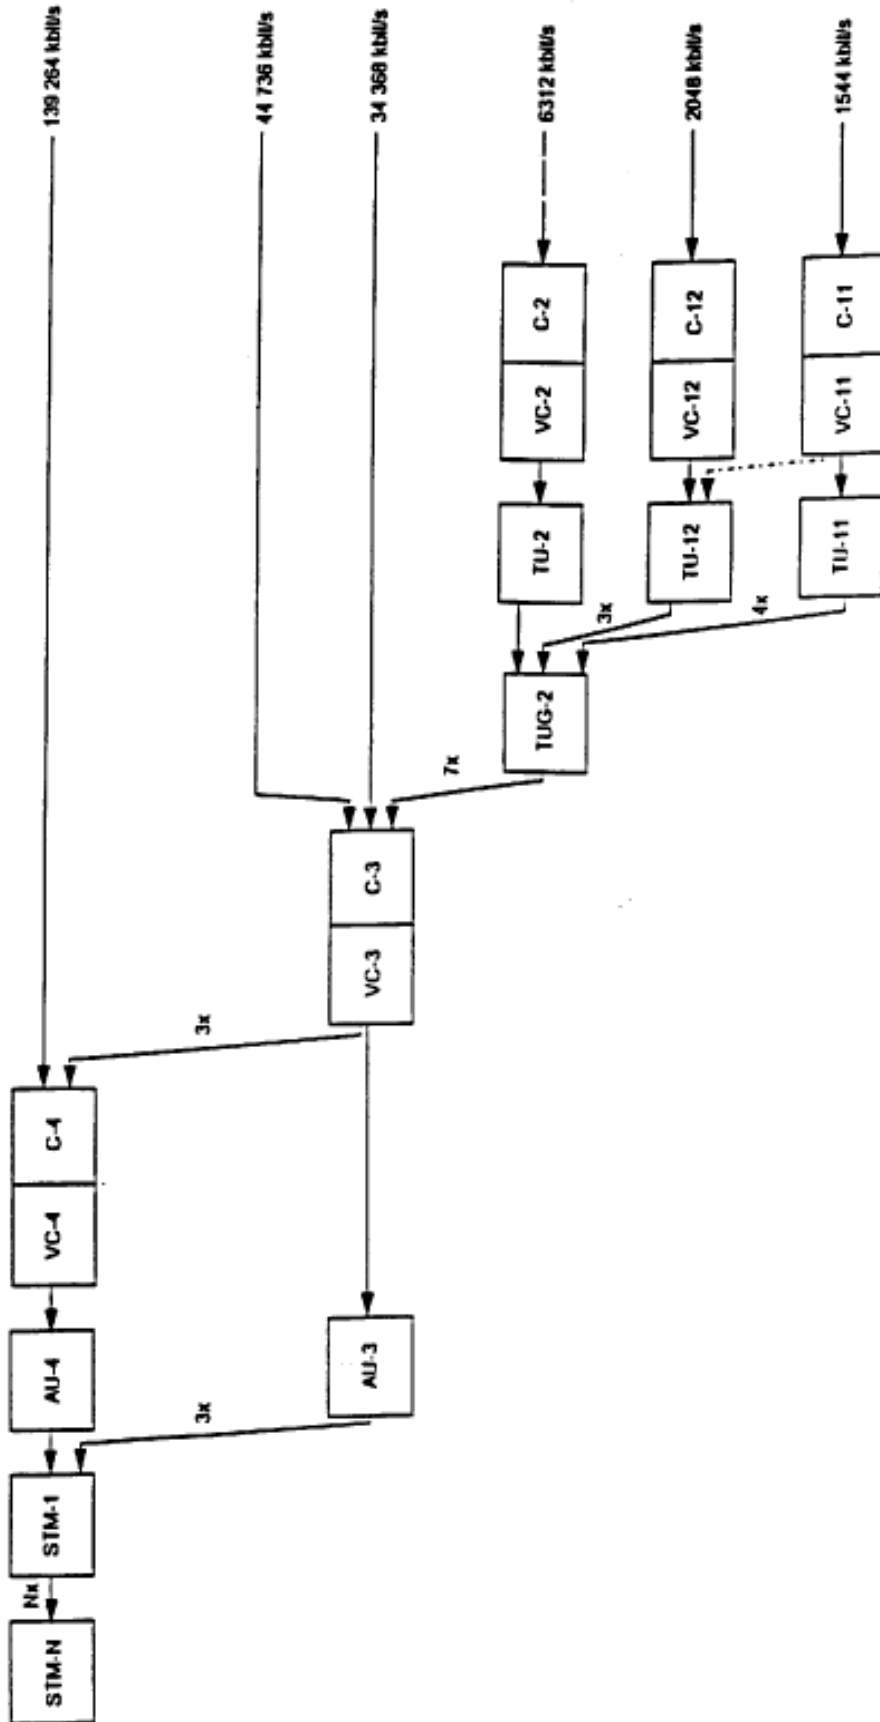 139 264 kbit/s
44 736 kbit/s
34 368 kbit/s
6312 kbit/s
2048 kbit/s
1544 kbit/s
STM-N
Nx
STM-1
AU-4
VC-4
C-4
3x
3x
AU-3
VC-3
C-3
7x
TUG-2
TU-2
VC-2
C-2
3x
TU-12
VC-12
C-12
4x
TU-11
VC-11
C-11